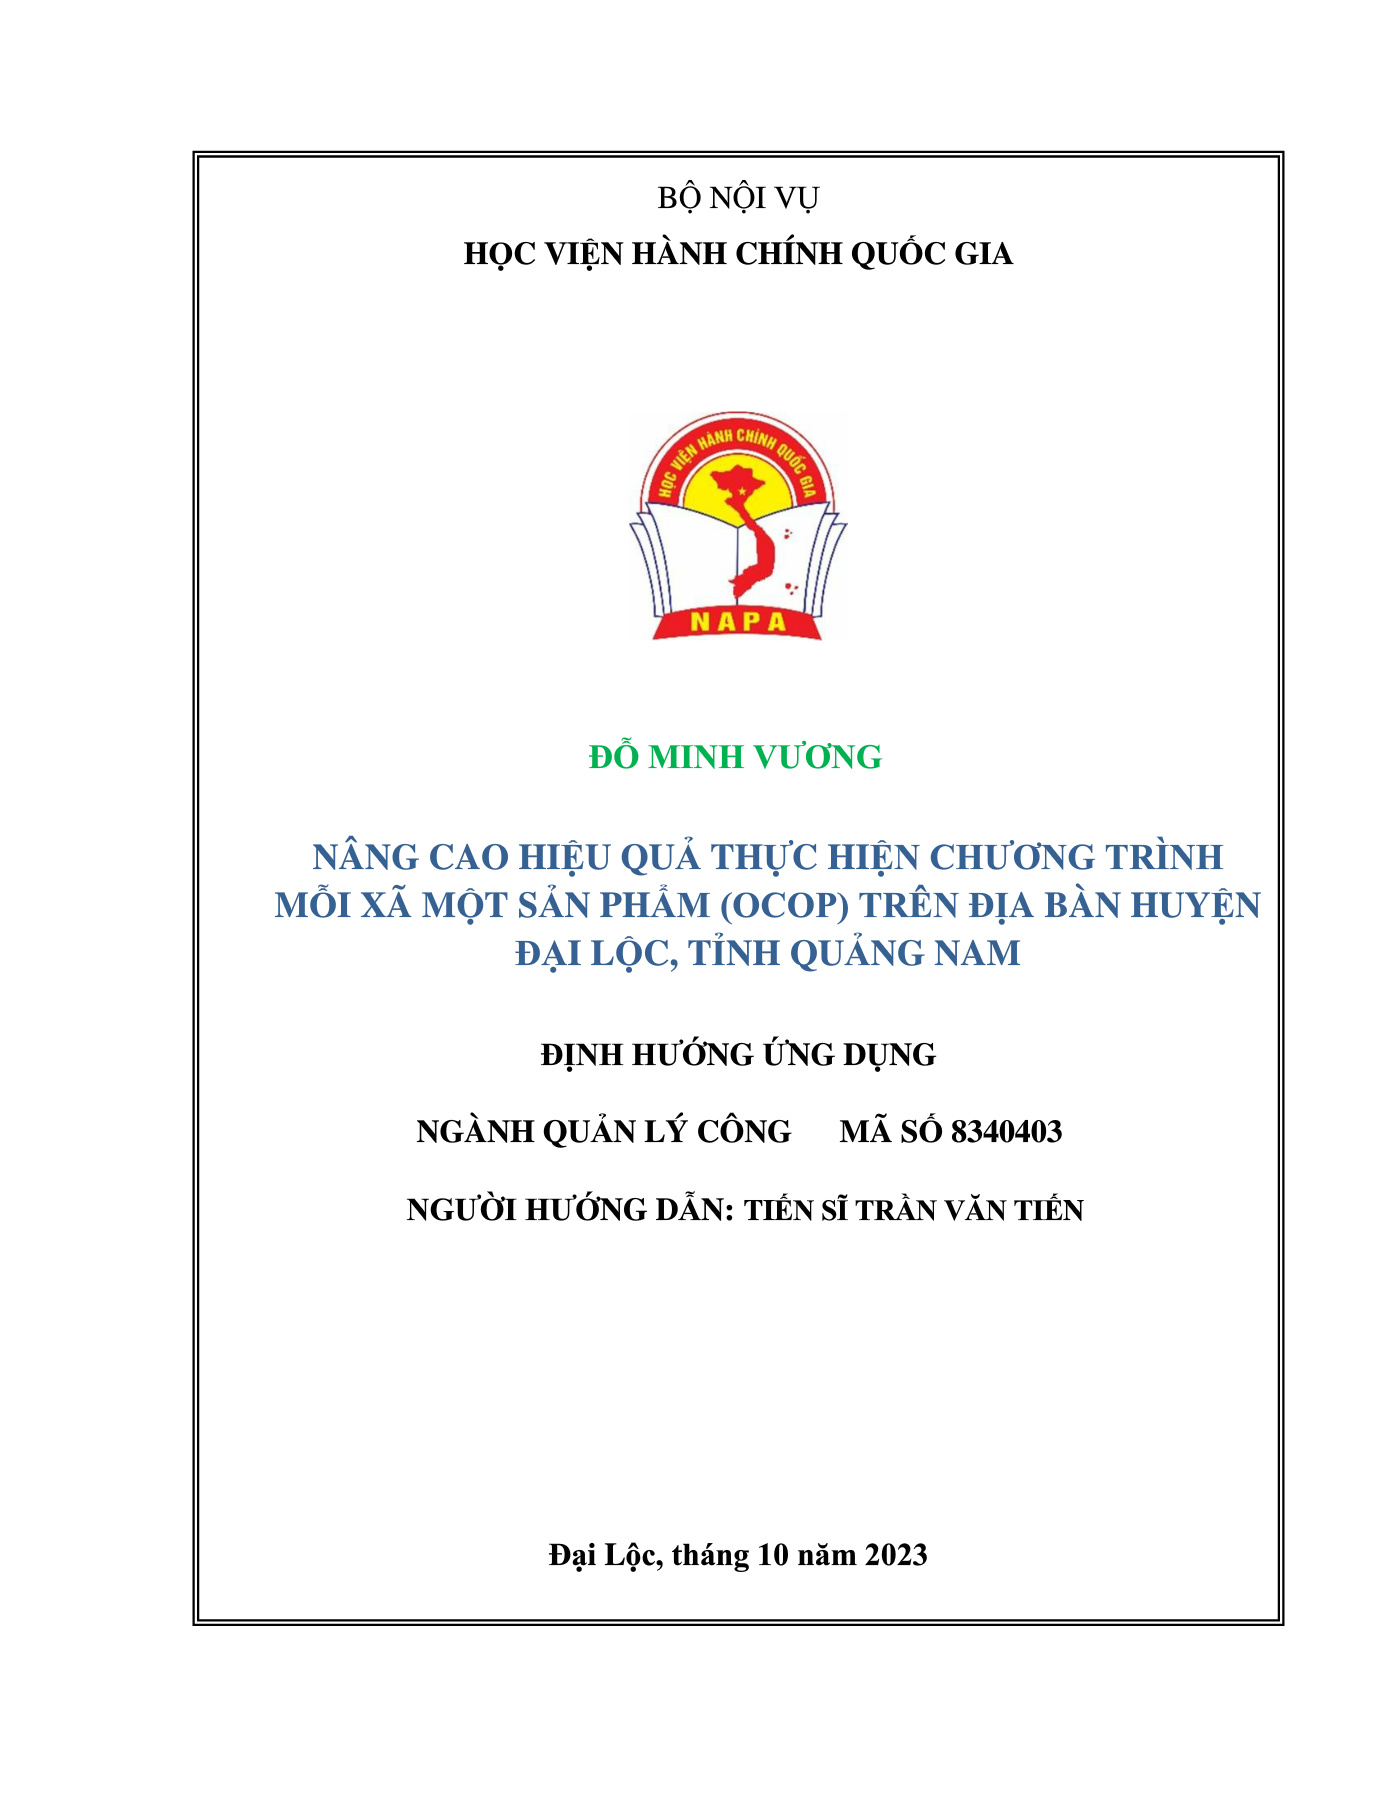 BỘ NỘI VỤ
HỌC VIỆN HÀNH CHÍNH QUỐC GIA
HỌC VIỆN HÀNH CHÍNH QUỐC GIA
NAPA
ĐỖ MINH VƯƠNG
NÂNG CAO HIỆU QUẢ THỰC HIỆN CHƯƠNG TRÌNH
MỖI XÃ MỘT SẢN PHẨM (OCOP) TRÊN ĐỊA BÀN HUYỆN
ĐẠI LỘC, TỈNH QUẢNG NAM
ĐỊNH HƯỚNG ỨNG DỤNG
NGÀNH QUẢN LÝ CÔNG MÃ SỐ 8340403
NGƯỜI HƯỚNG DẪN: TIẾN SĨ TRẦN VĂN TIẾN
Đại Lộc, tháng 10 năm 2023